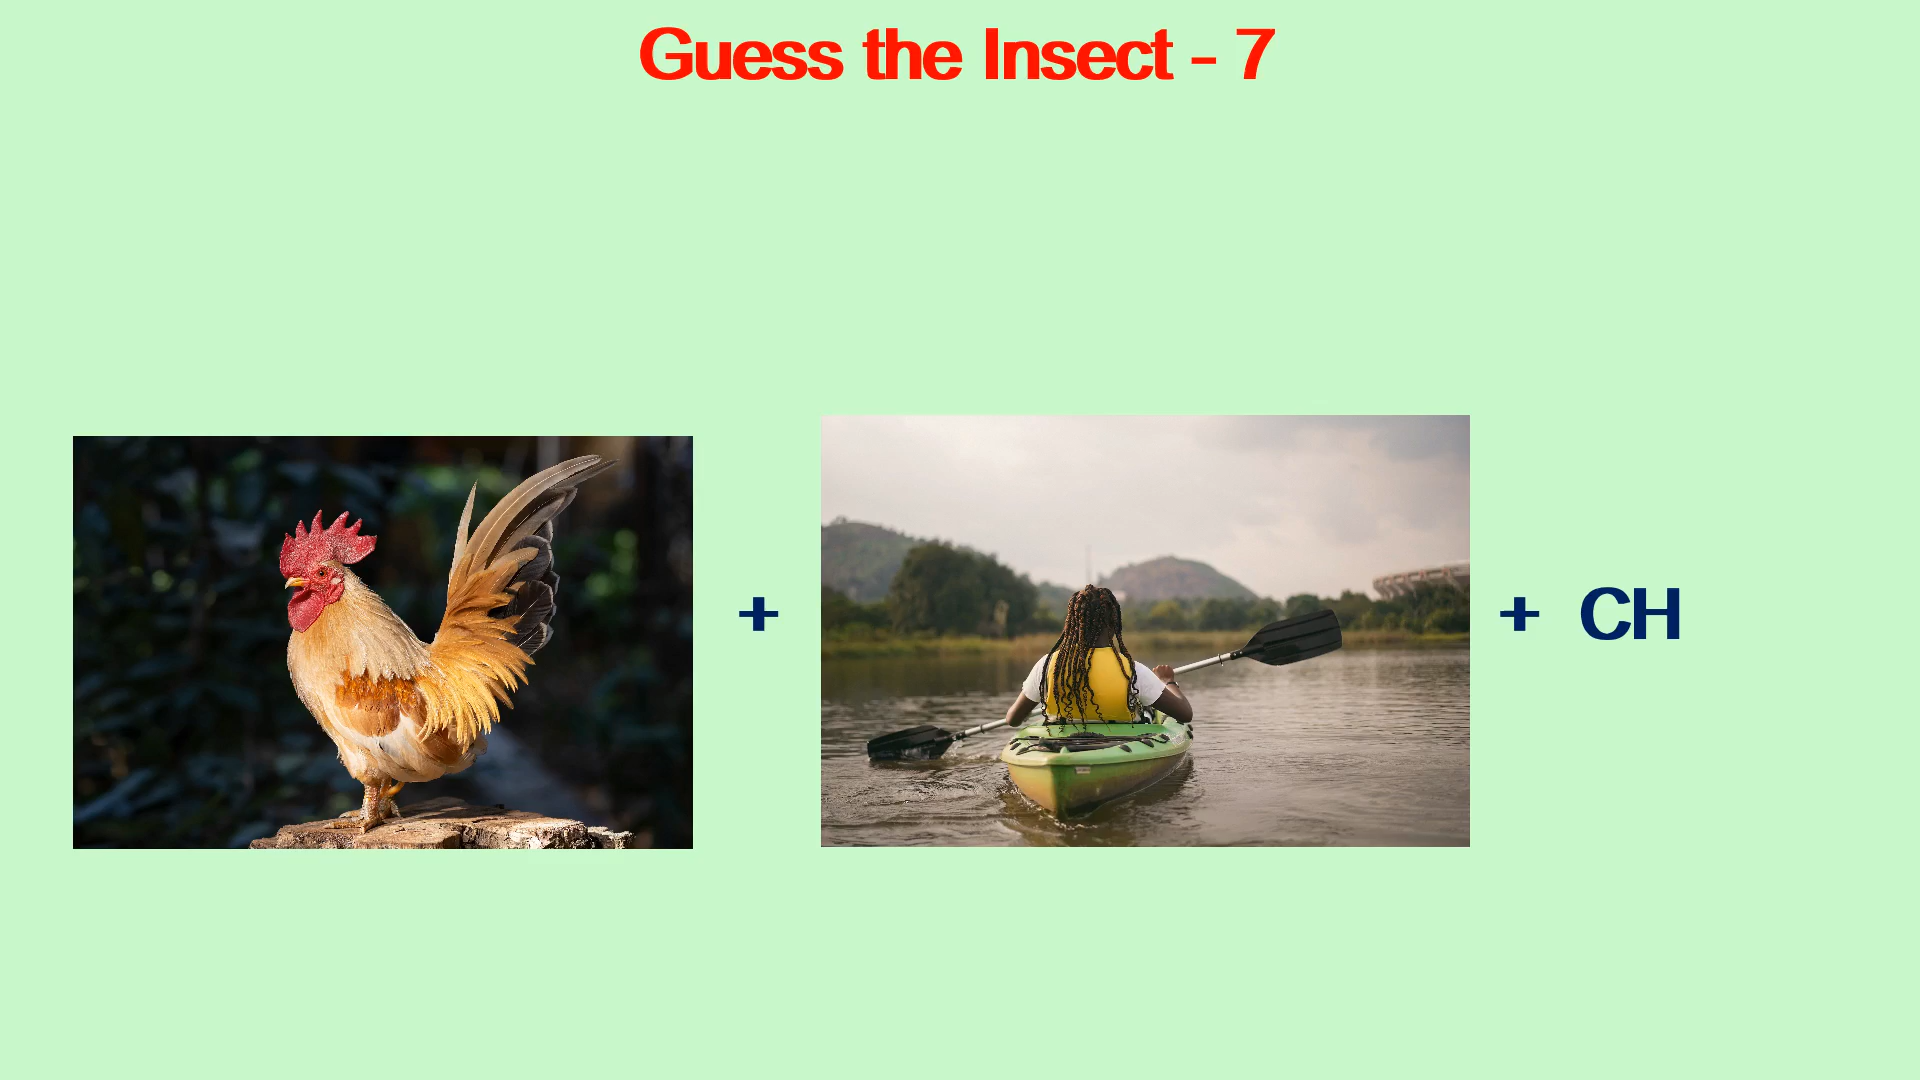 Guess the Insect - 7
+ + CH